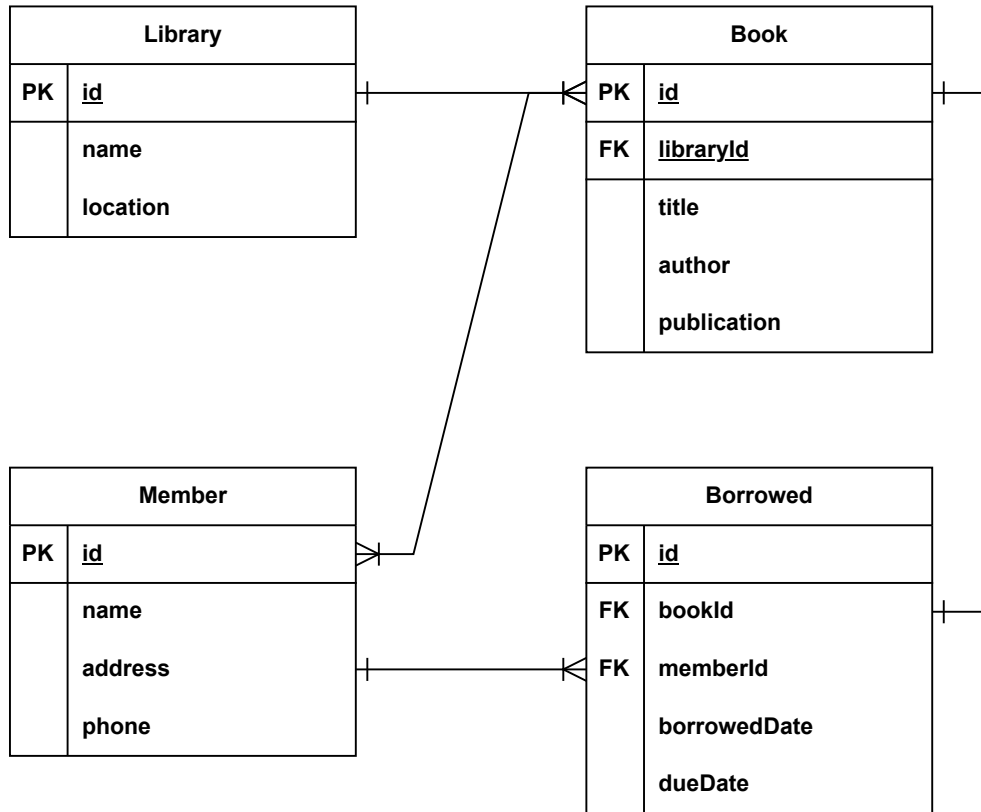 Library
PK id
name
location
Book
PK id
FK libraryId
title
author
publication
Member
PK id
name
address
phone
Borrowed
PK id
FK bookId
FK memberId
borrowedDate
dueDate